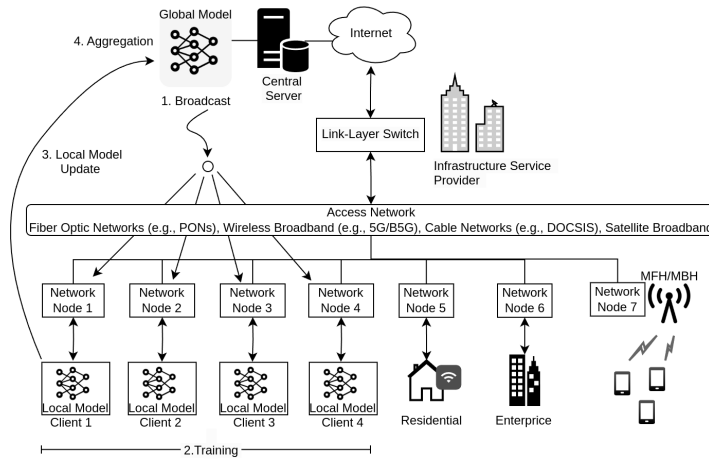 Global Model
4. Aggregation
Internet
Central
Server
1. Broadcast
Link-Layer Switch
3. Local Model
Update
Infrastructure Service
Provider
Access Network
Fiber Optic Networks (e.g., PONs), Wireless Broadband (e.g., 5G/B5G), Cable Networks (e.g., DOCSIS), Satellite Broadband
MFH/MBH
Network
Node 1
Network
Node 2
Network
Node 3
Network
Node 4
Network
Node 5
Network
Node 6
Network
Node 7
Local Model
Client 1
Local Model
Client 2
Local Model
Client 3
Local Model
Client 4
Residential
Enterprice
2.Training